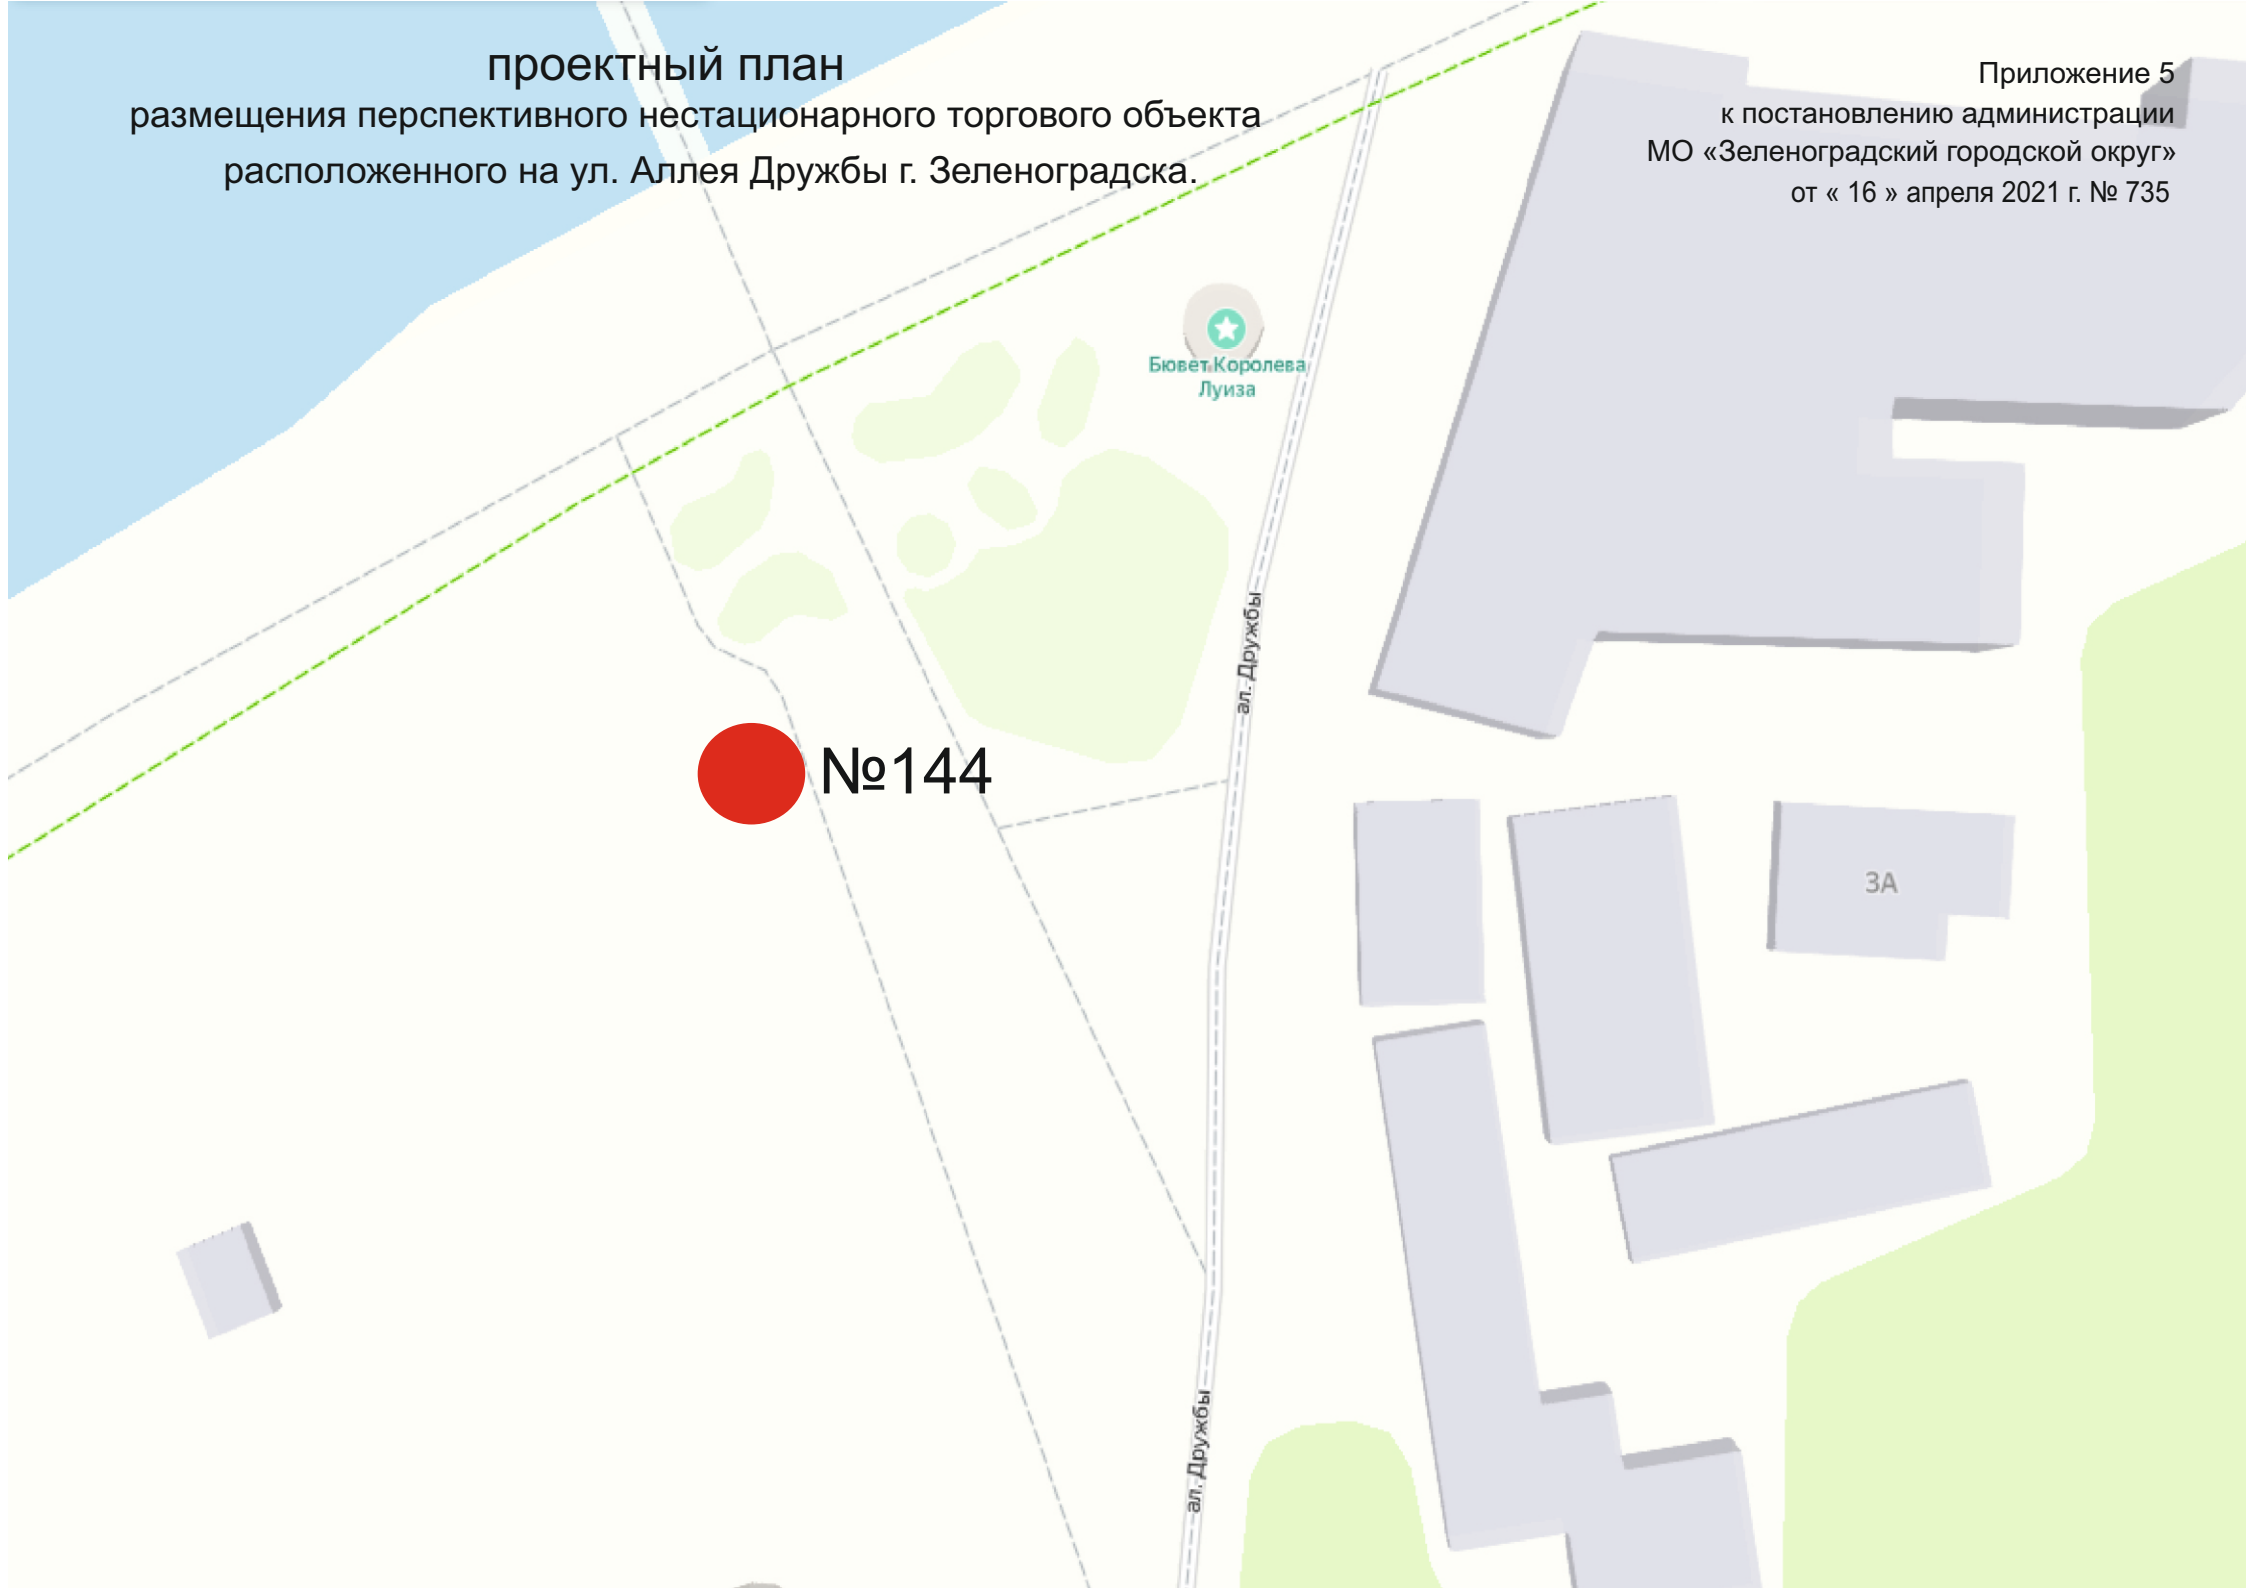 проектный план
размещения перспективного нестационарного торгового объекта
расположенного на ул. Аллея Дружбы г. Зеленоградска.
Приложение 5
к постановлению администрации
МО «Зеленоградский городской округ»
от « 16 » апреля 2021 г. № 735
Бювет Королева
Луиза
ал. Дружбы
№144
3А
ал. Дружбы